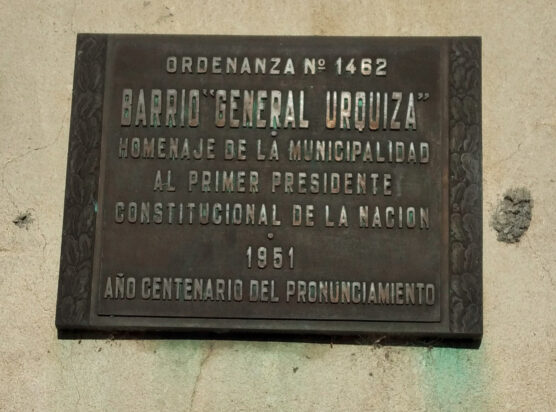 ORDENANZA Nº 1462
BARRIO "GENERAL URQUIZA"
HOMENAJE DE LA MUNICIPALIDAD
AL PRIMER PRESIDENTE
CONSTITUCIONAL DE LA NACION
1951
AÑO CENTENARIO DEL PRONUNCIAMIENTO